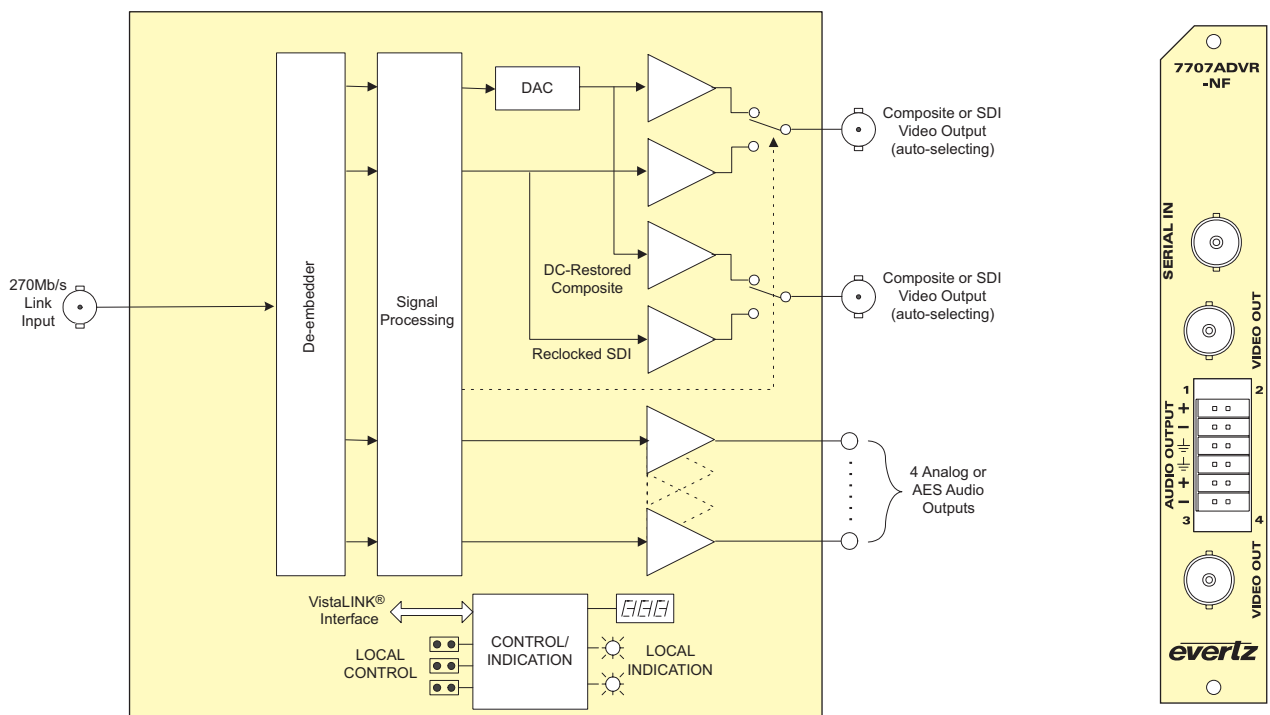 270Mb/s
Link
Input
De-embedder
Signal
Processing
DAC
DC-Restored
Composite
Reclocked SDI
Composite or SDI
Video Output
(auto-selecting)
Composite or SDI
Video Output
(auto-selecting)
4 Analog or
AES Audio
Outputs
VistaLINK®
Interface
LOCAL
CONTROL
CONTROL/
INDICATION
LOCAL
INDICATION
7707ADVR
-NF
SERIAL IN
VIDEO OUT
1 2
AUDIO OUTPUT
+
-
+
-
3 4
VIDEO OUT
evertz